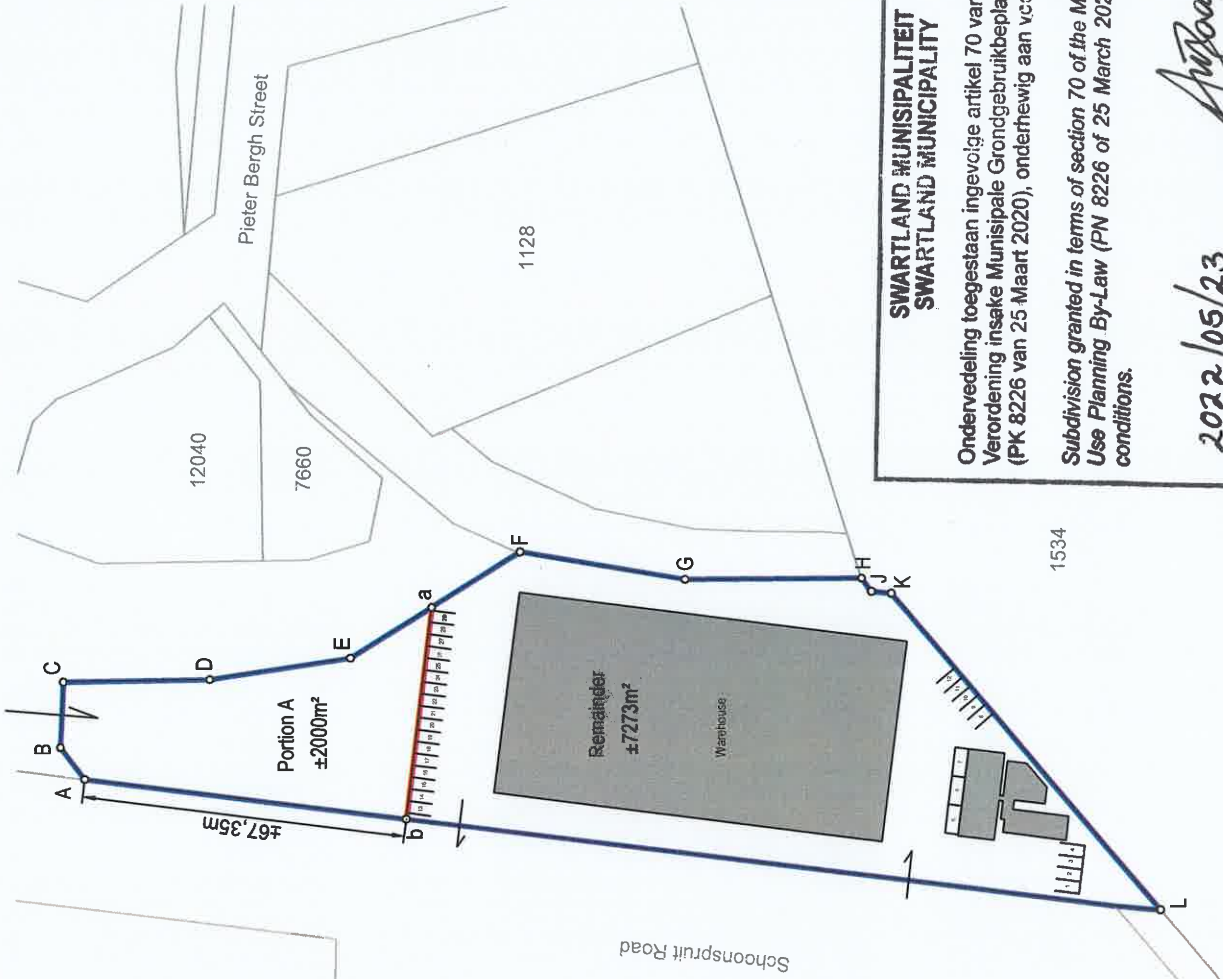 Pieter Bergh Street
12040
7660
1128
1534
A
B
C
D
E
a
F
G
H
J
K
L
b
±67,35m
Portion A
±2000m²
Remainder
±7273m²
Warehouse
Schoonspruit Road
SWARTLAND MUNISIPALITEIT
SWARTLAND MUNICIPALITY
Ondervedeling toegestaan ingevolge artikel 70 van
Verordening insake Munisipale Grondgebruikbepla
(PK 8226 van 25 Maart 2020), onderhewig aan
Subdivision granted in terms of section 70 of the M
Use Planning By-Law (PN 8226 of 25 March 202
conditions.
2022/05/23